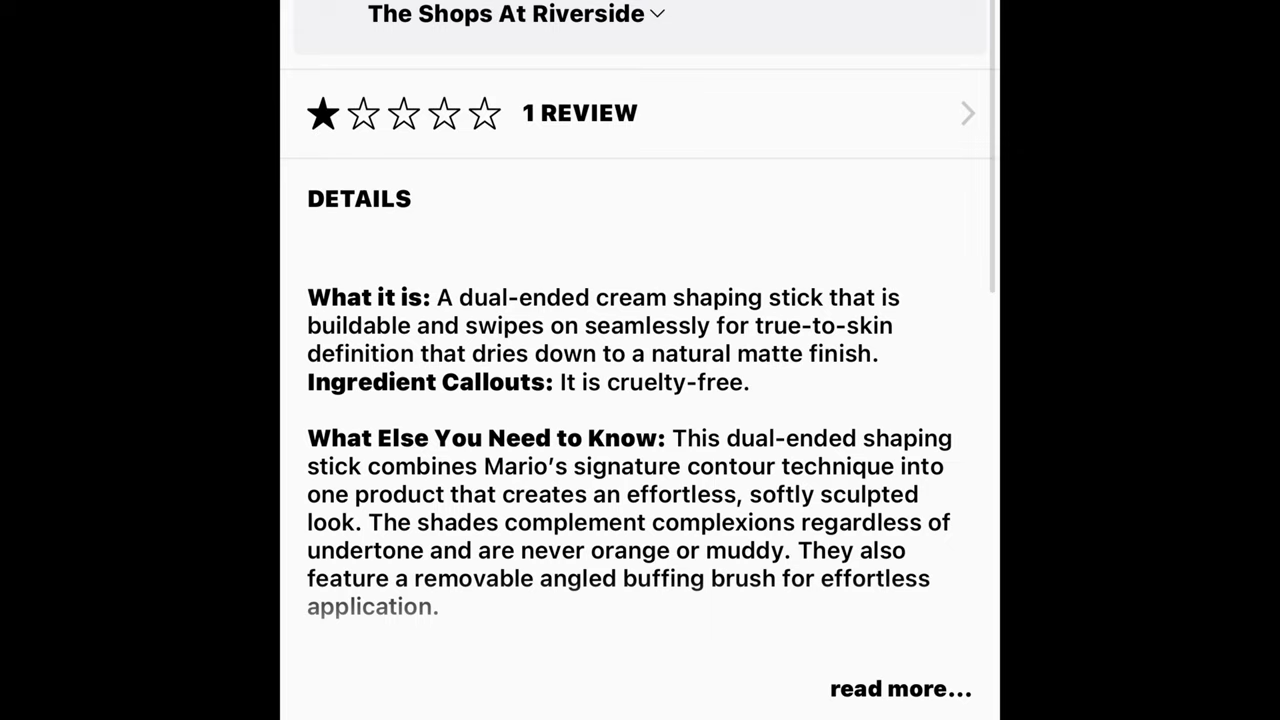 The Shops At Riverside
1 REVIEW
DETAILS
What it is: A dual-ended cream shaping stick that is
buildable and swipes on seamlessly for true-to-skin
definition that dries down to a natural matte finish.
Ingredient Callouts: It is cruelty-free.
What Else You Need to Know: This dual-ended shaping
stick combines Mario’s signature contour technique into
one product that creates an effortless, softly sculpted
look. The shades complement complexions regardless of
undertone and are never orange or muddy. They also
feature a removable angled buffing brush for effortless
application.
read more...